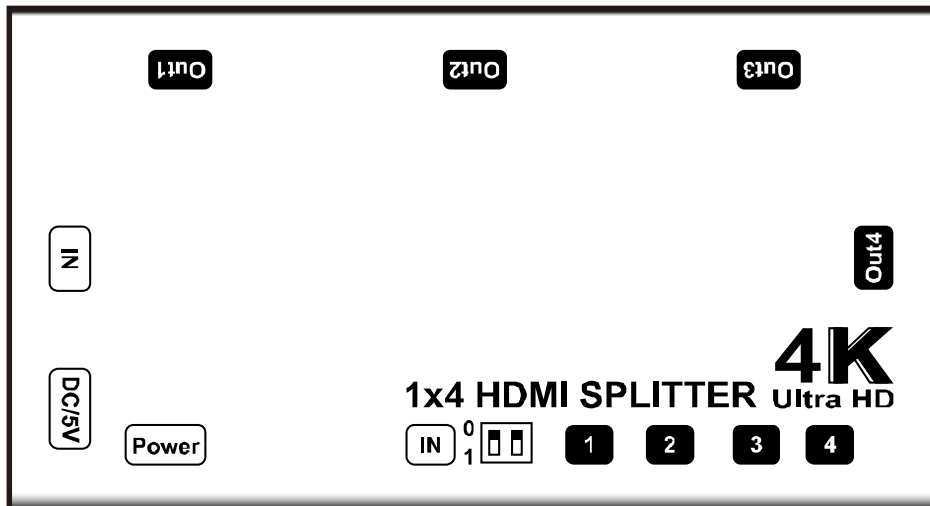 Out1
Out2
Out3
IN
Out4
DC/5V
4K
Ultra HD
1x4 HDMI SPLITTER
Power
IN
0
1
1
2
3
4